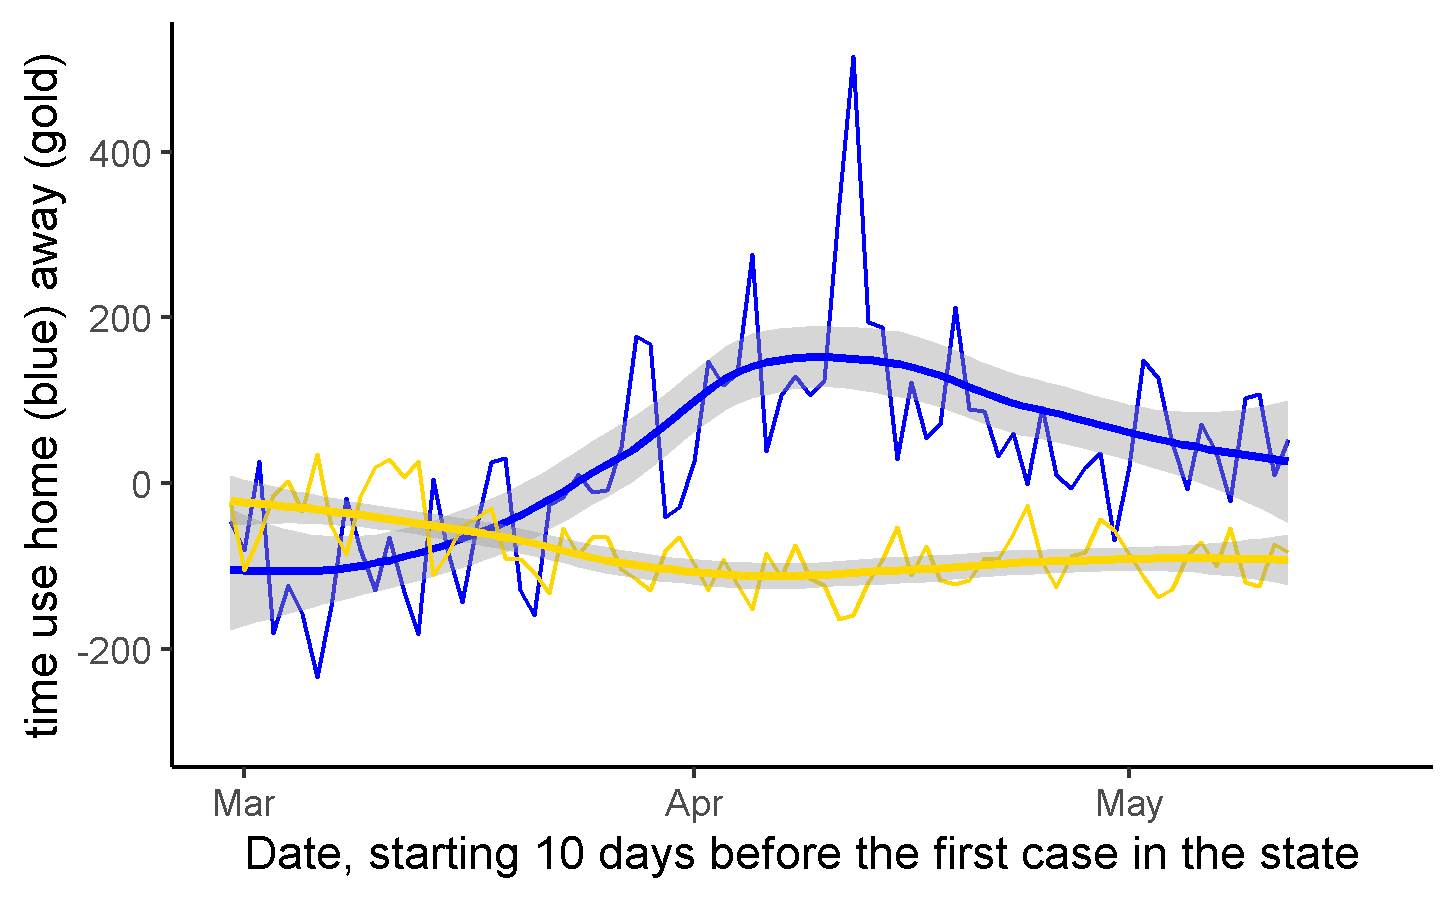 time use home (blue) away (gold)
400
200
0
-200
Mar
Apr
May
Date, starting 10 days before the first case in the state